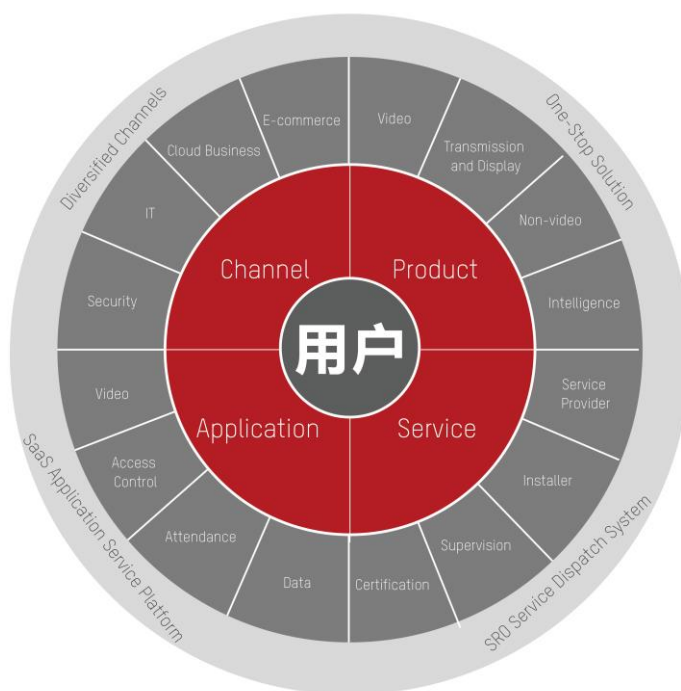 Diversified Channels
One-Stop Solution
E-commerce
Video
Cloud Business
Transmission
and Display
IT
Non-video
Security
Intelligence
Channel
Product
用户
Application
Service
Video
Service
Provider
Access
Control
Installer
Attendance
Supervision
Data
Certification
SaaS Application Service Platform
SRO Service Dispatch System